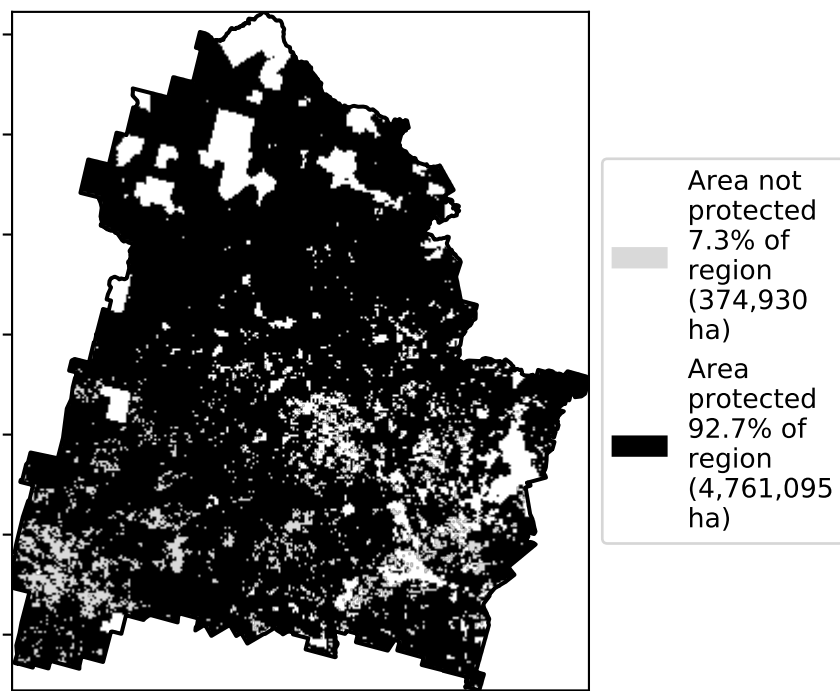 Area not
protected
7.3% of
region
(374,930
ha)
Area
protected
92.7% of
region
(4,761,095
ha)